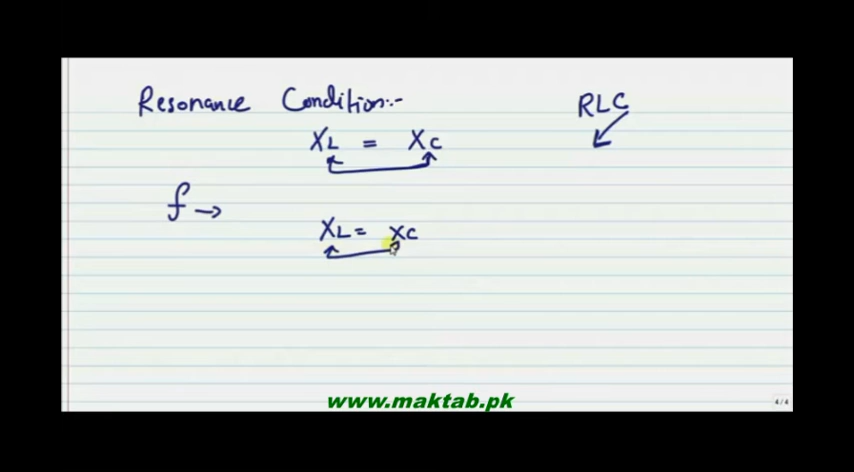 Resonance Condition:-
RLC
XL = XC
f →
XL = XC
www.maktab.pk
4/4